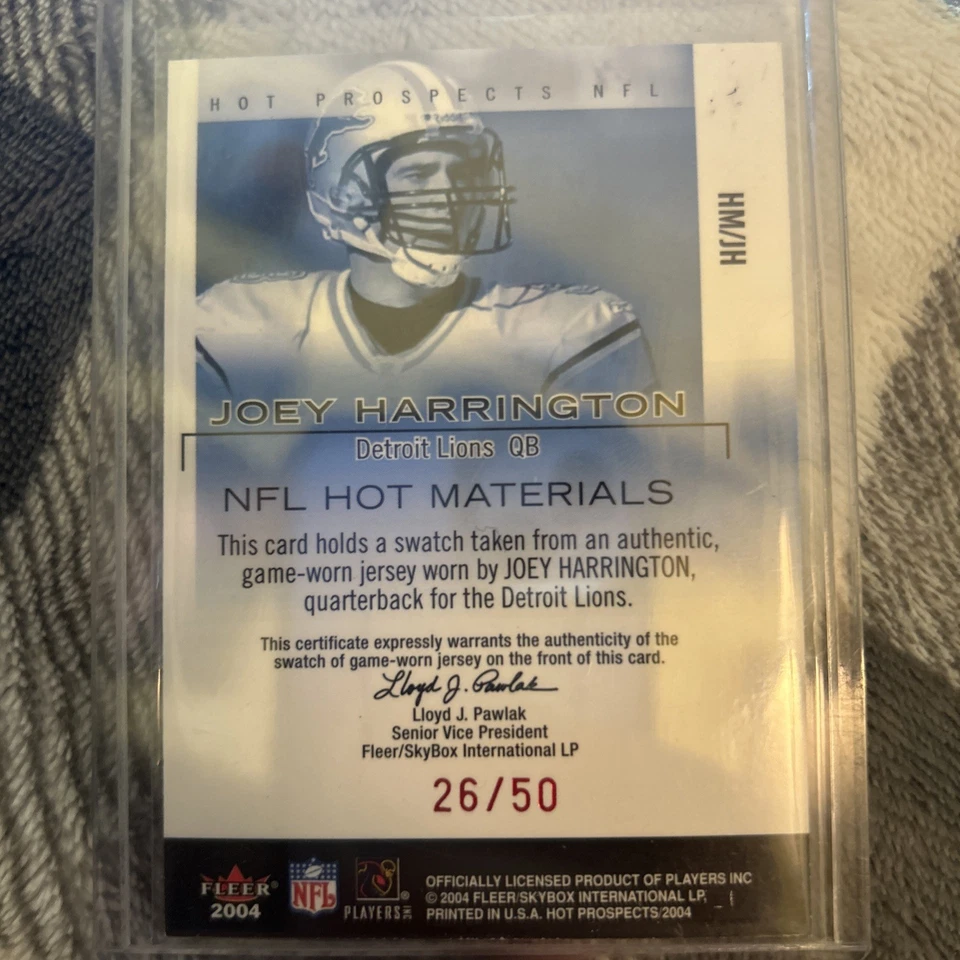 HOT PROSPECTS NFL
HM/JH
JOEY HARRINGTON
Detroit Lions QB
NFL HOT MATERIALS
This card holds a swatch taken from an authentic,
game-worn jersey worn by JOEY HARRINGTON,
quarterback for the Detroit Lions.
This certificate expressly warrants the authenticity of the
swatch of game-worn jersey on the front of this card.
Lloyd J. Pawlak
Lloyd J. Pawlak
Senior Vice President
Fleer/SkyBox International LP
26/50
FLEER®
2004
NFL
PLAYERS INC®
OFFICIALLY LICENSED PRODUCT OF PLAYERS INC
© 2004 FLEER/SKYBOX INTERNATIONAL LP,
PRINTED IN U.S.A. HOT PROSPECTS 2004